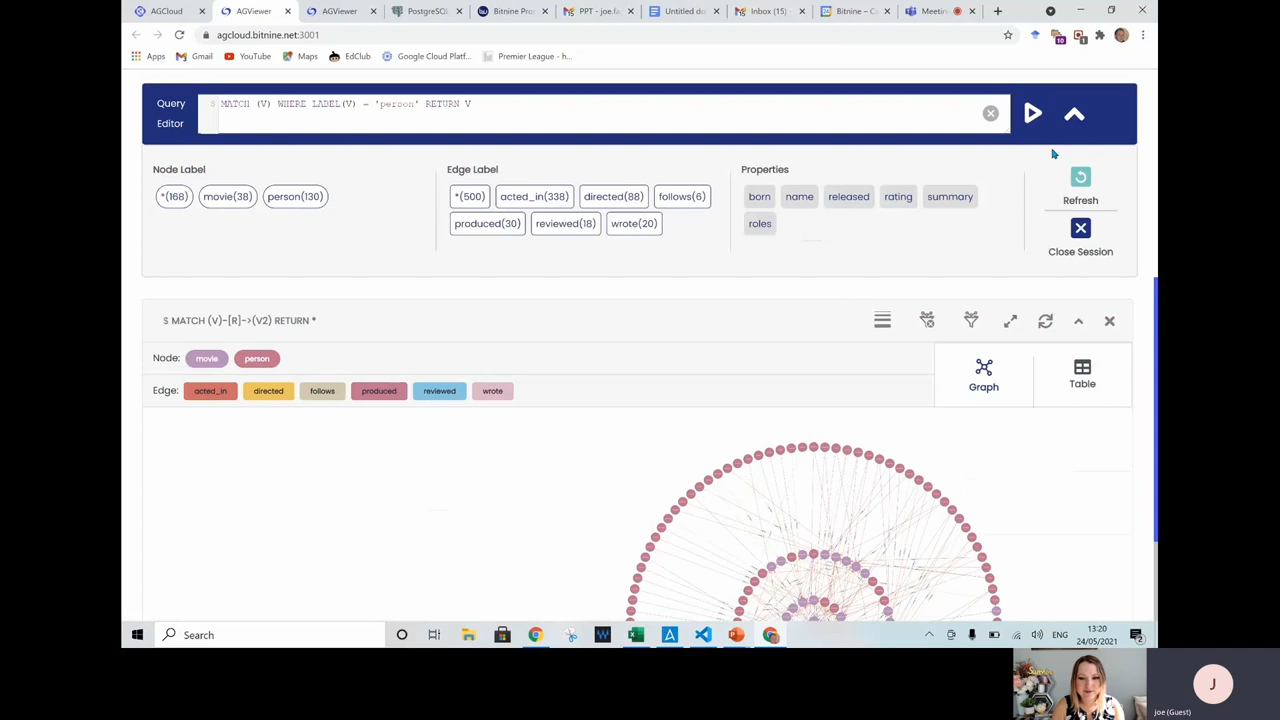 AGCloud
AGViewer
AGViewer
PostgreSQL
Bitnine Pro
PPT - joe.fa
Untitled do
Inbox (15)
Bitnine – Ca
Meetin
agcloud.bitnine.net:3001
10
1
Apps
Gmail
YouTube
Maps
EdClub
Google Cloud Platf...
Premier League - h...
Query
Editor
$ MATCH (V) WHERE LABEL(V) = 'person' RETURN V
Node Label
*(168) movie(38) person(130)
Edge Label
*(500) acted_in(338) directed(88) follows(6)
produced(30) reviewed(18) wrote(20)
Properties
born name released rating summary
roles
Refresh
Close Session
$ MATCH (V)-[R]->(V2) RETURN *
Node: movie person
Edge: acted_in directed follows produced reviewed wrote
Graph
Table
Search
ENG
13:20
24/05/2021
2
J
joe (Guest)